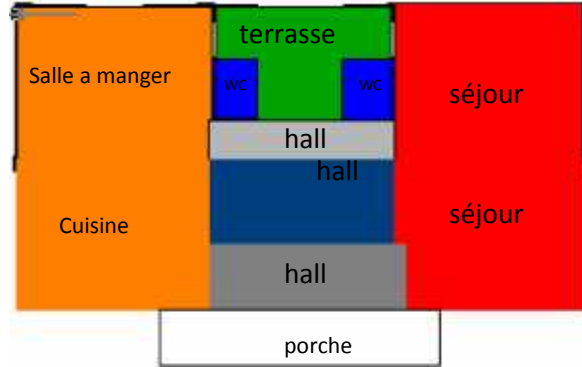 terrasse
Salle a manger
wc
wc
séjour
hall
hall
Cuisine
séjour
hall
porche